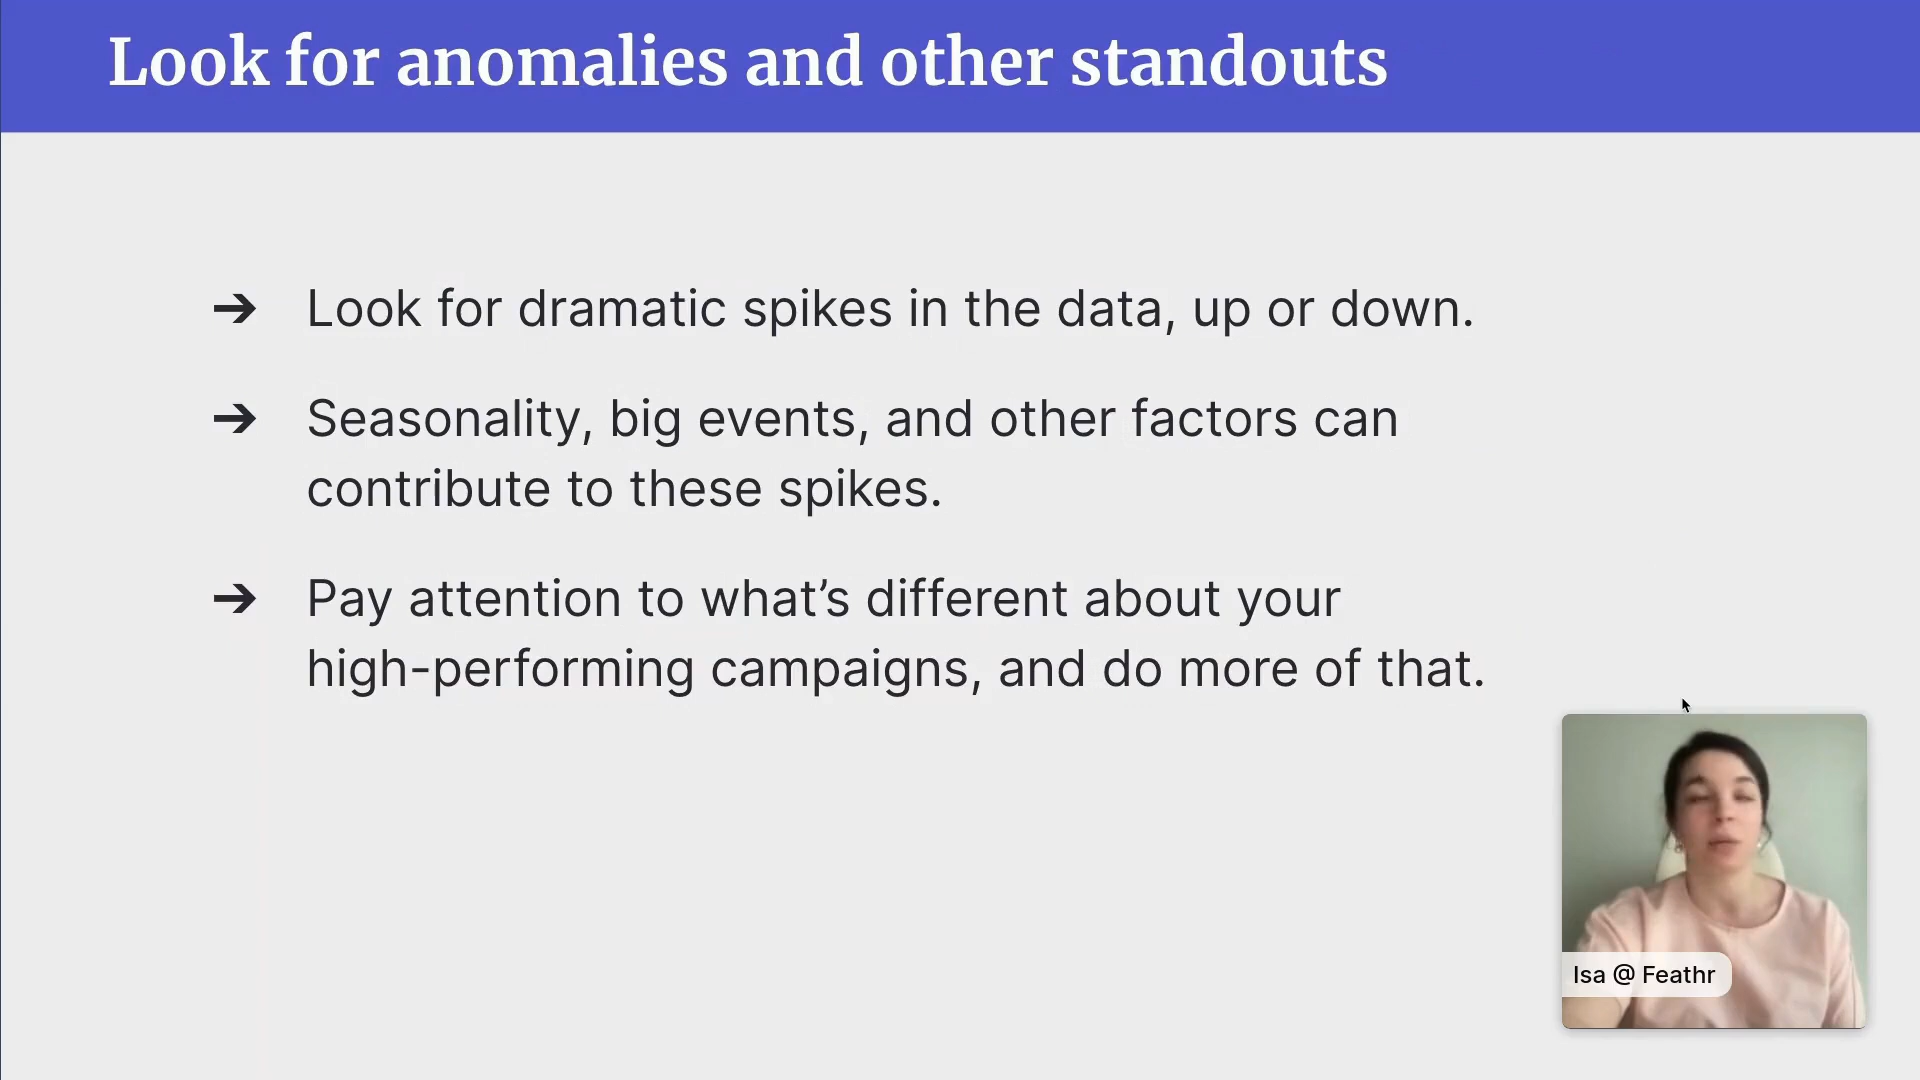 Look for anomalies and other standouts
➔ Look for dramatic spikes in the data, up or down.
➔ Seasonality, big events, and other factors can
contribute to these spikes.
➔ Pay attention to what’s different about your
high-performing campaigns, and do more of that.
Isa @ Feathr